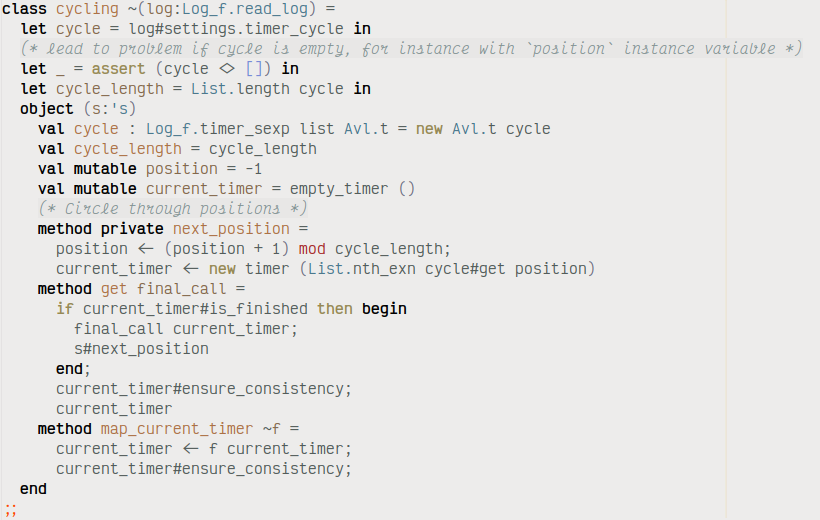 class cycling ~(log:Log_f.read_log) =
  let cycle = log#settings.timer_cycle in
  (* lead to problem if cycle is empty, for instance with `position` instance variable *)
  let _ = assert (cycle <> []) in
  let cycle_length = List.length cycle in
  object (s:'s)
    val cycle : Log_f.timer_sexp list Avl.t = new Avl.t cycle
    val cycle_length = cycle_length
    val mutable position = -1
    val mutable current_timer = empty_timer ()
    (* Circle through positions *)
    method private next_position =
      position <- (position + 1) mod cycle_length;
      current_timer <- new timer (List.nth_exn cycle#get position)
    method get final_call =
      if current_timer#is_finished then begin
        final_call current_timer;
        s#next_position
      end;
      current_timer#ensure_consistency;
      current_timer
    method map_current_timer ~f =
      current_timer <- f current_timer;
      current_timer#ensure_consistency;
  end
;;